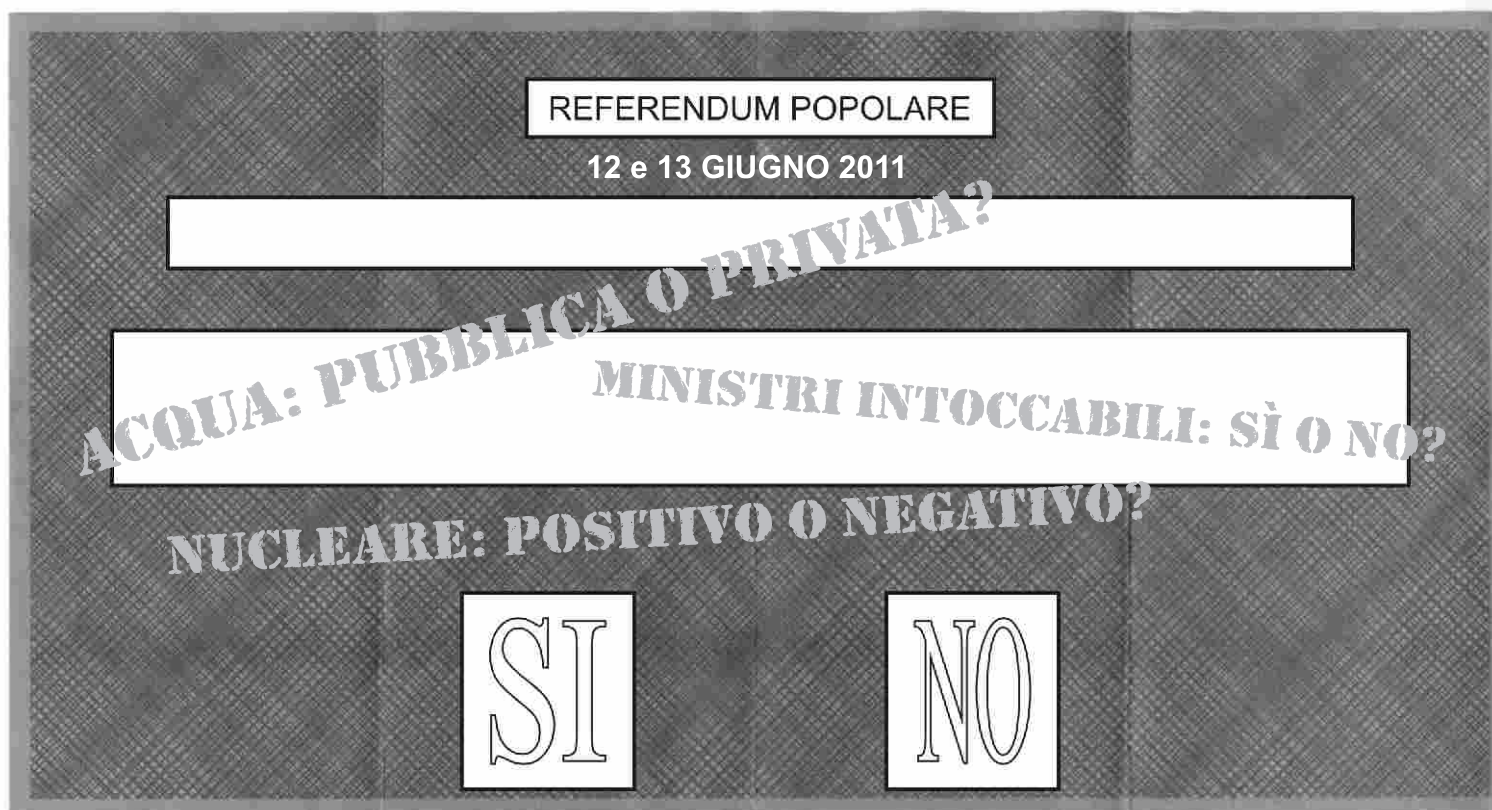 REFERENDUM POPOLARE
12 e 13 GIUGNO 2011
ACQUA: PUBBLICA O PRIVATA?
MINISTRI INTOCCABILI: SÌ O NO?
NUCLEARE: POSITIVO O NEGATIVO?
SI
NO